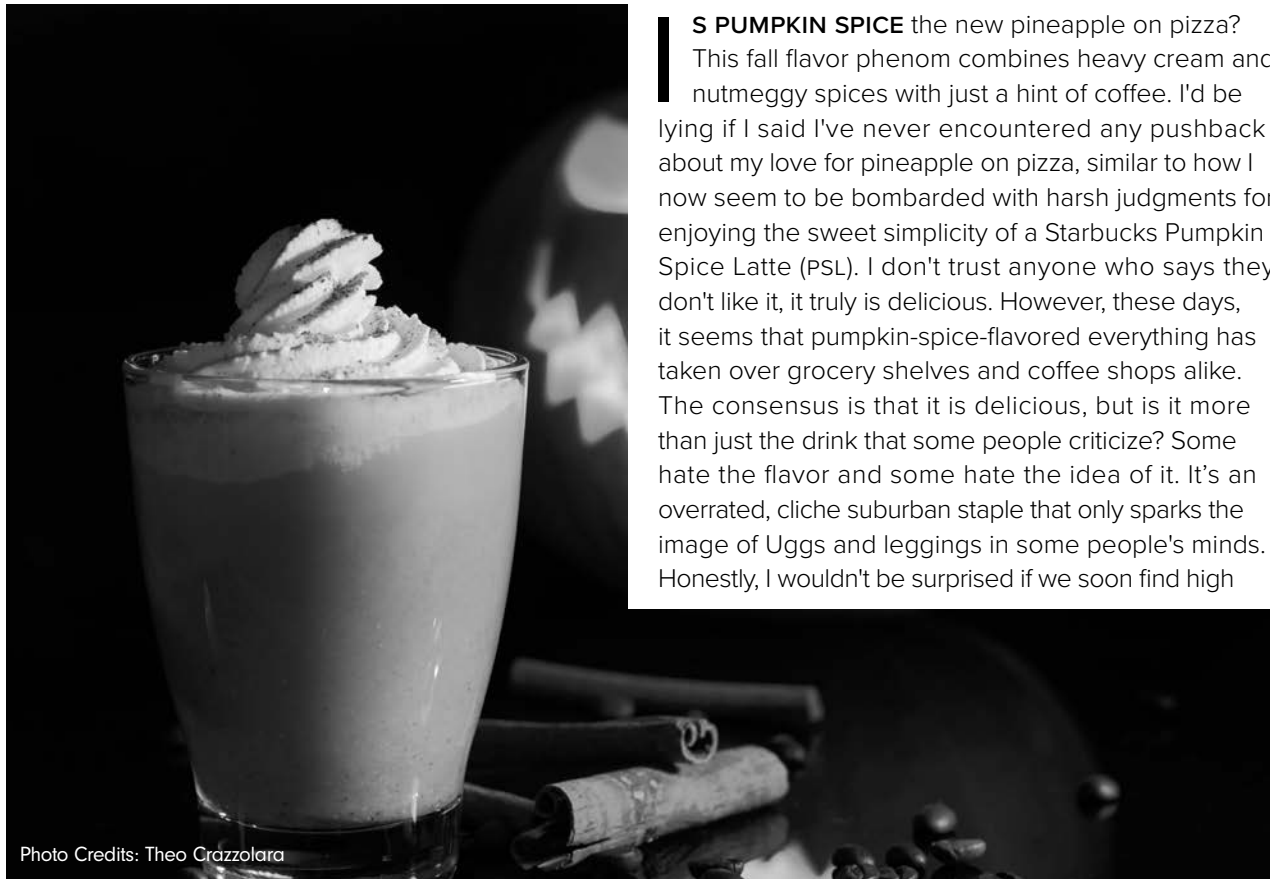 IS PUMPKIN SPICE the new pineapple on pizza?
This fall flavor phenom combines heavy cream and
nutmeggy spices with just a hint of coffee. I'd be
lying if I said I've never encountered any pushback
about my love for pineapple on pizza, similar to how I
now seem to be bombarded with harsh judgments for
enjoying the sweet simplicity of a Starbucks Pumpkin
Spice Latte (PSL). I don't trust anyone who says they
don't like it, it truly is delicious. However, these days,
it seems that pumpkin-spice-flavored everything has
taken over grocery shelves and coffee shops alike.
The consensus is that it is delicious, but is it more
than just the drink that some people criticize? Some
hate the flavor and some hate the idea of it. It’s an
overrated, cliche suburban staple that only sparks the
image of Uggs and leggings in some people's minds.
Honestly, I wouldn't be surprised if we soon find high
Photo Credits: Theo Crazzolara